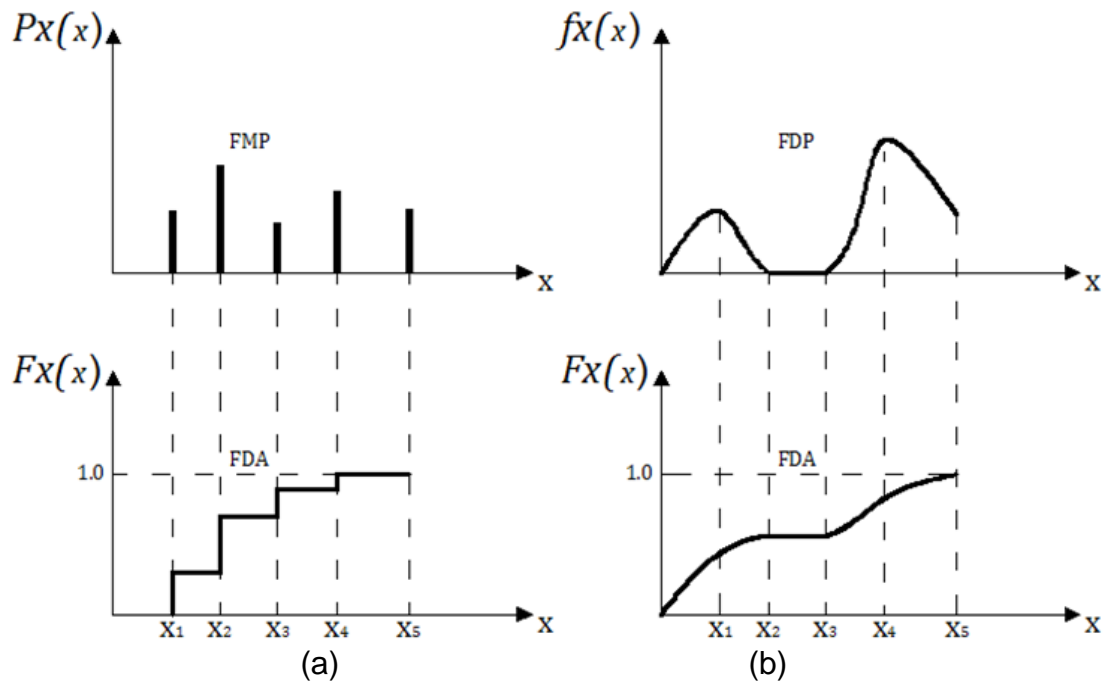 Px(x)
fx(x)
FMP
FDP
X
X
Fx(x)
Fx(x)
1.0
FDA
1.0
FDA
X1 X2 X3 X4 X5 X
X1 X2 X3 X4 X5 X
(a)
(b)